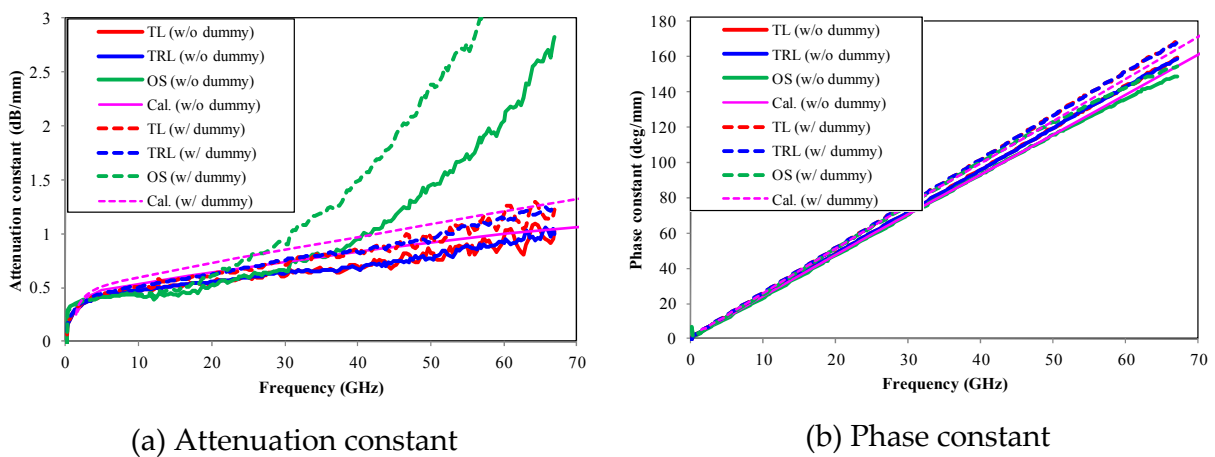 3
2.5
2
1.5
1
0.5
0
Attenuation constant (dB/mm)
TL (w/o dummy)
TRL (w/o dummy)
OS (w/o dummy)
Cal. (w/o dummy)
TL (w/ dummy)
TRL (w/ dummy)
OS (w/ dummy)
Cal. (w/ dummy)
0 10 20 30 40 50 60 70
Frequency (GHz)
(a) Attenuation constant
180
160
140
120
100
80
60
40
20
0
Phase constant (deg/mm)
TL (w/o dummy)
TRL (w/o dummy)
OS (w/o dummy)
Cal. (w/o dummy)
TL (w/ dummy)
TRL (w/ dummy)
OS (w/ dummy)
Cal. (w/ dummy)
0 10 20 30 40 50 60 70
Frequency (GHz)
(b) Phase constant